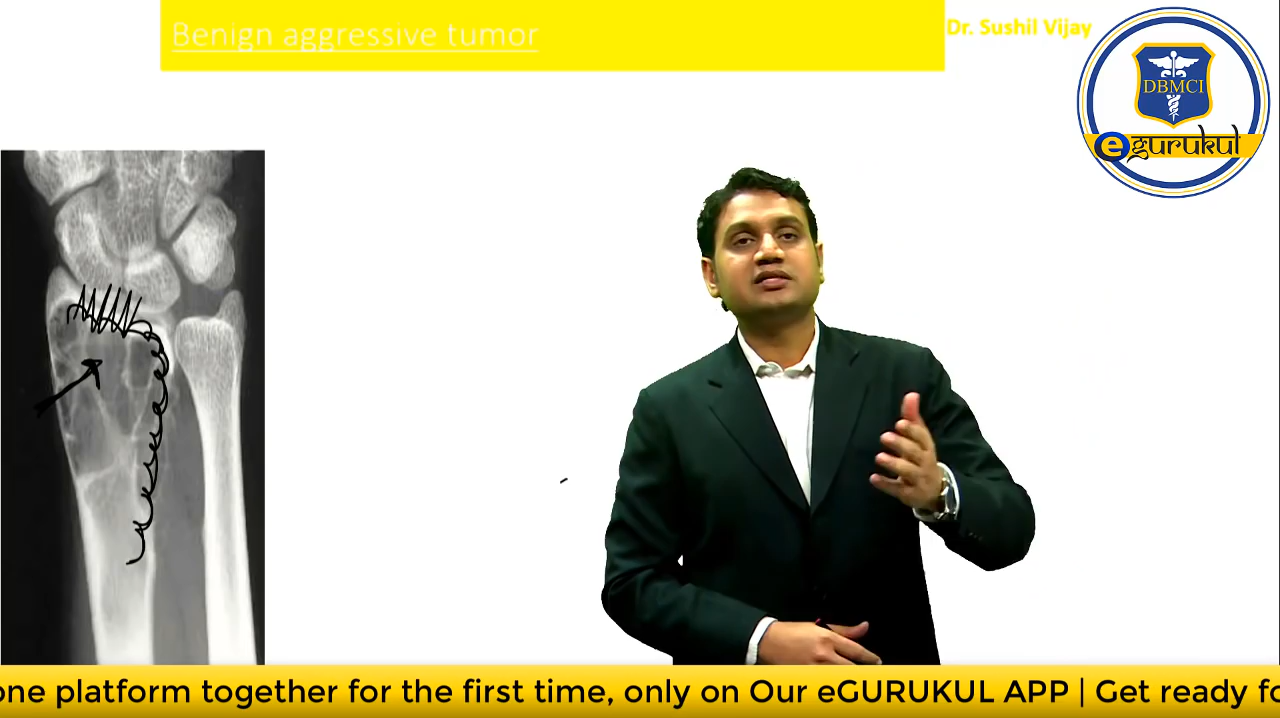 Benign aggressive tumor
Dr. Sushil Vijay
DBMCI
eGurukul
one platform together for the first time, only on Our eGURUKUL APP | Get ready fo